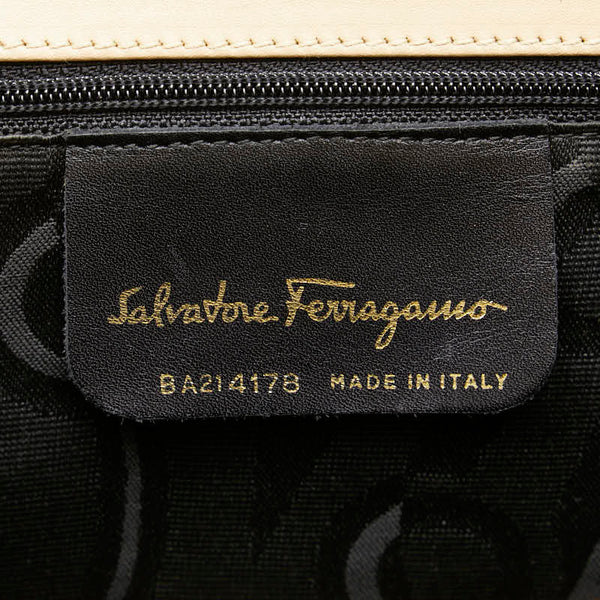 Salvatore Ferragamo
BA214178 MADE IN ITALY